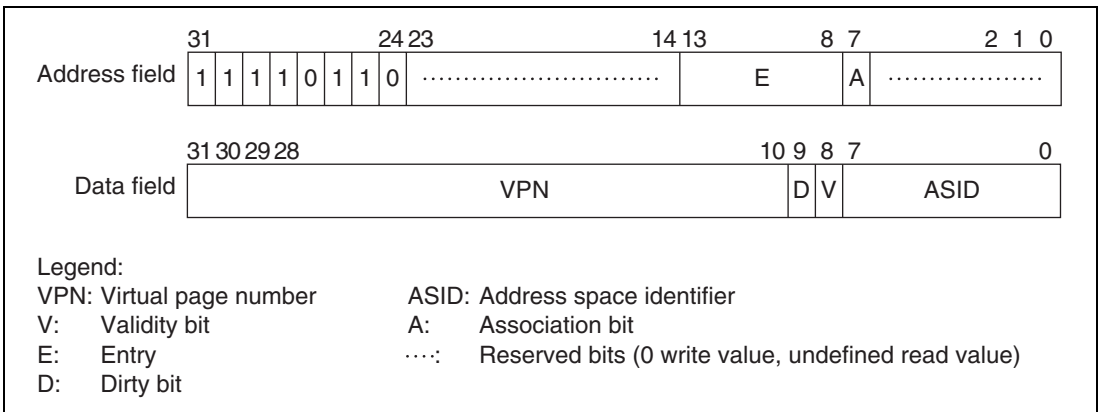 31 24 23 14 13 8 7 2 1 0
Address field 1 1 1 1 0 1 1 0 ............................ E A ...................
31 30 29 28 10 9 8 7 0
Data field VPN D V ASID
Legend:
VPN: Virtual page number ASID: Address space identifier
V: Validity bit A: Association bit
E: Entry ····: Reserved bits (0 write value, undefined read value)
D: Dirty bit